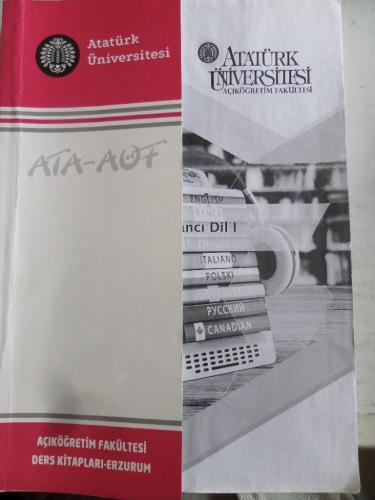 Atatürk
Üniversitesi
ATA-AÖF
AÇIKÖĞRETİM FAKÜLTESİ
DERS KİTAPLARI-ERZURUM
ATATÜRK
ÜNİVERSİTESİ
AÇIKÖĞRETİM FAKÜLTESİ
ENGLISH
ancı Dil I
ITALIANO
POLSKI
РУССКИЙ
CANADIAN